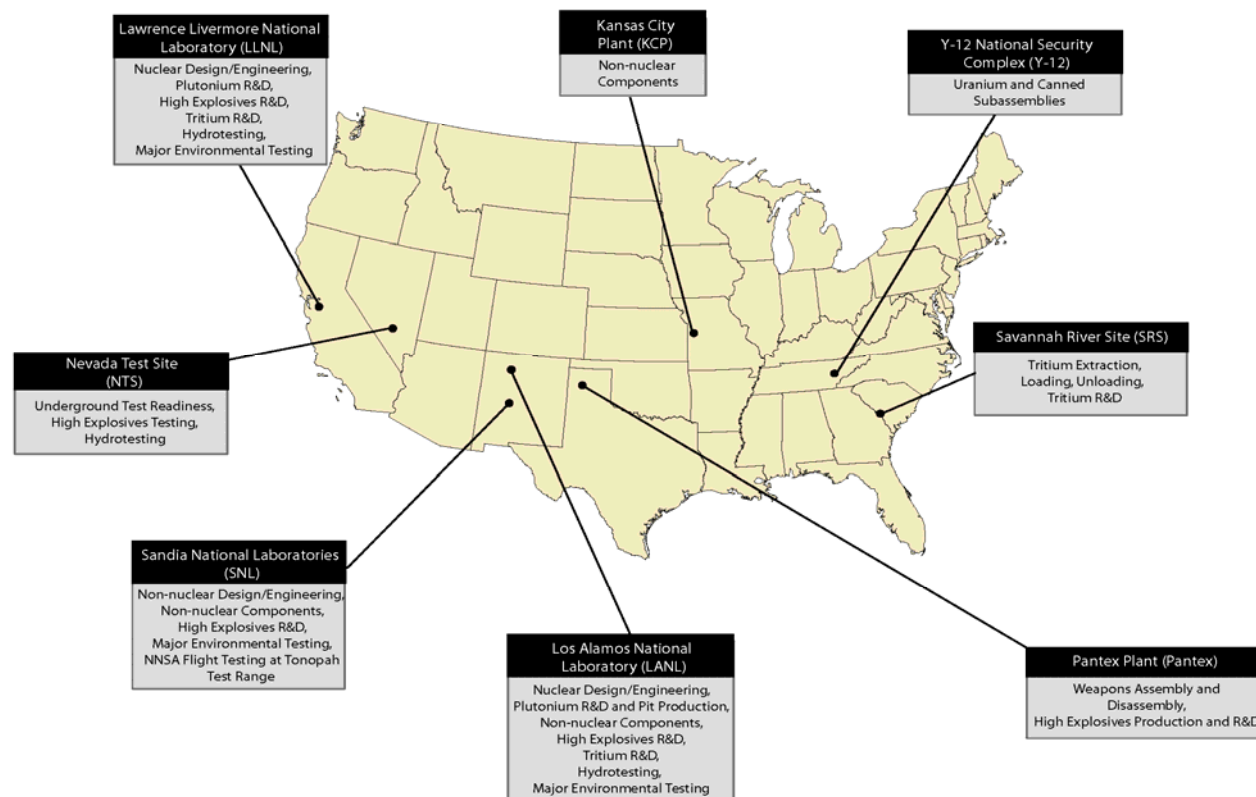 Lawrence Livermore National
Laboratory (LLNL)
Nuclear Design/Engineering,
Plutonium R&D,
High Explosives R&D,
Tritium R&D,
Hydrotesting,
Major Environmental Testing
Kansas City
Plant (KCP)
Non-nuclear
Components
Y-12 National Security
Complex (Y-12)
Uranium and Canned
Subassemblies
Nevada Test Site
(NTS)
Underground Test Readiness,
High Explosives Testing,
Hydrotesting
Savannah River Site (SRS)
Tritium Extraction,
Loading, Unloading,
Tritium R&D
Sandia National Laboratories
(SNL)
Non-nuclear Design/Engineering,
Non-nuclear Components,
High Explosives R&D,
Major Environmental Testing,
NNSA Flight Testing at Tonopah
Test Range
Los Alamos National
Laboratory (LANL)
Nuclear Design/Engineering,
Plutonium R&D and Pit Production,
Non-nuclear Components,
High Explosives R&D,
Tritium R&D,
Hydrotesting,
Major Environmental Testing
Pantex Plant (Pantex)
Weapons Assembly and
Disassembly,
High Explosives Production and R&D